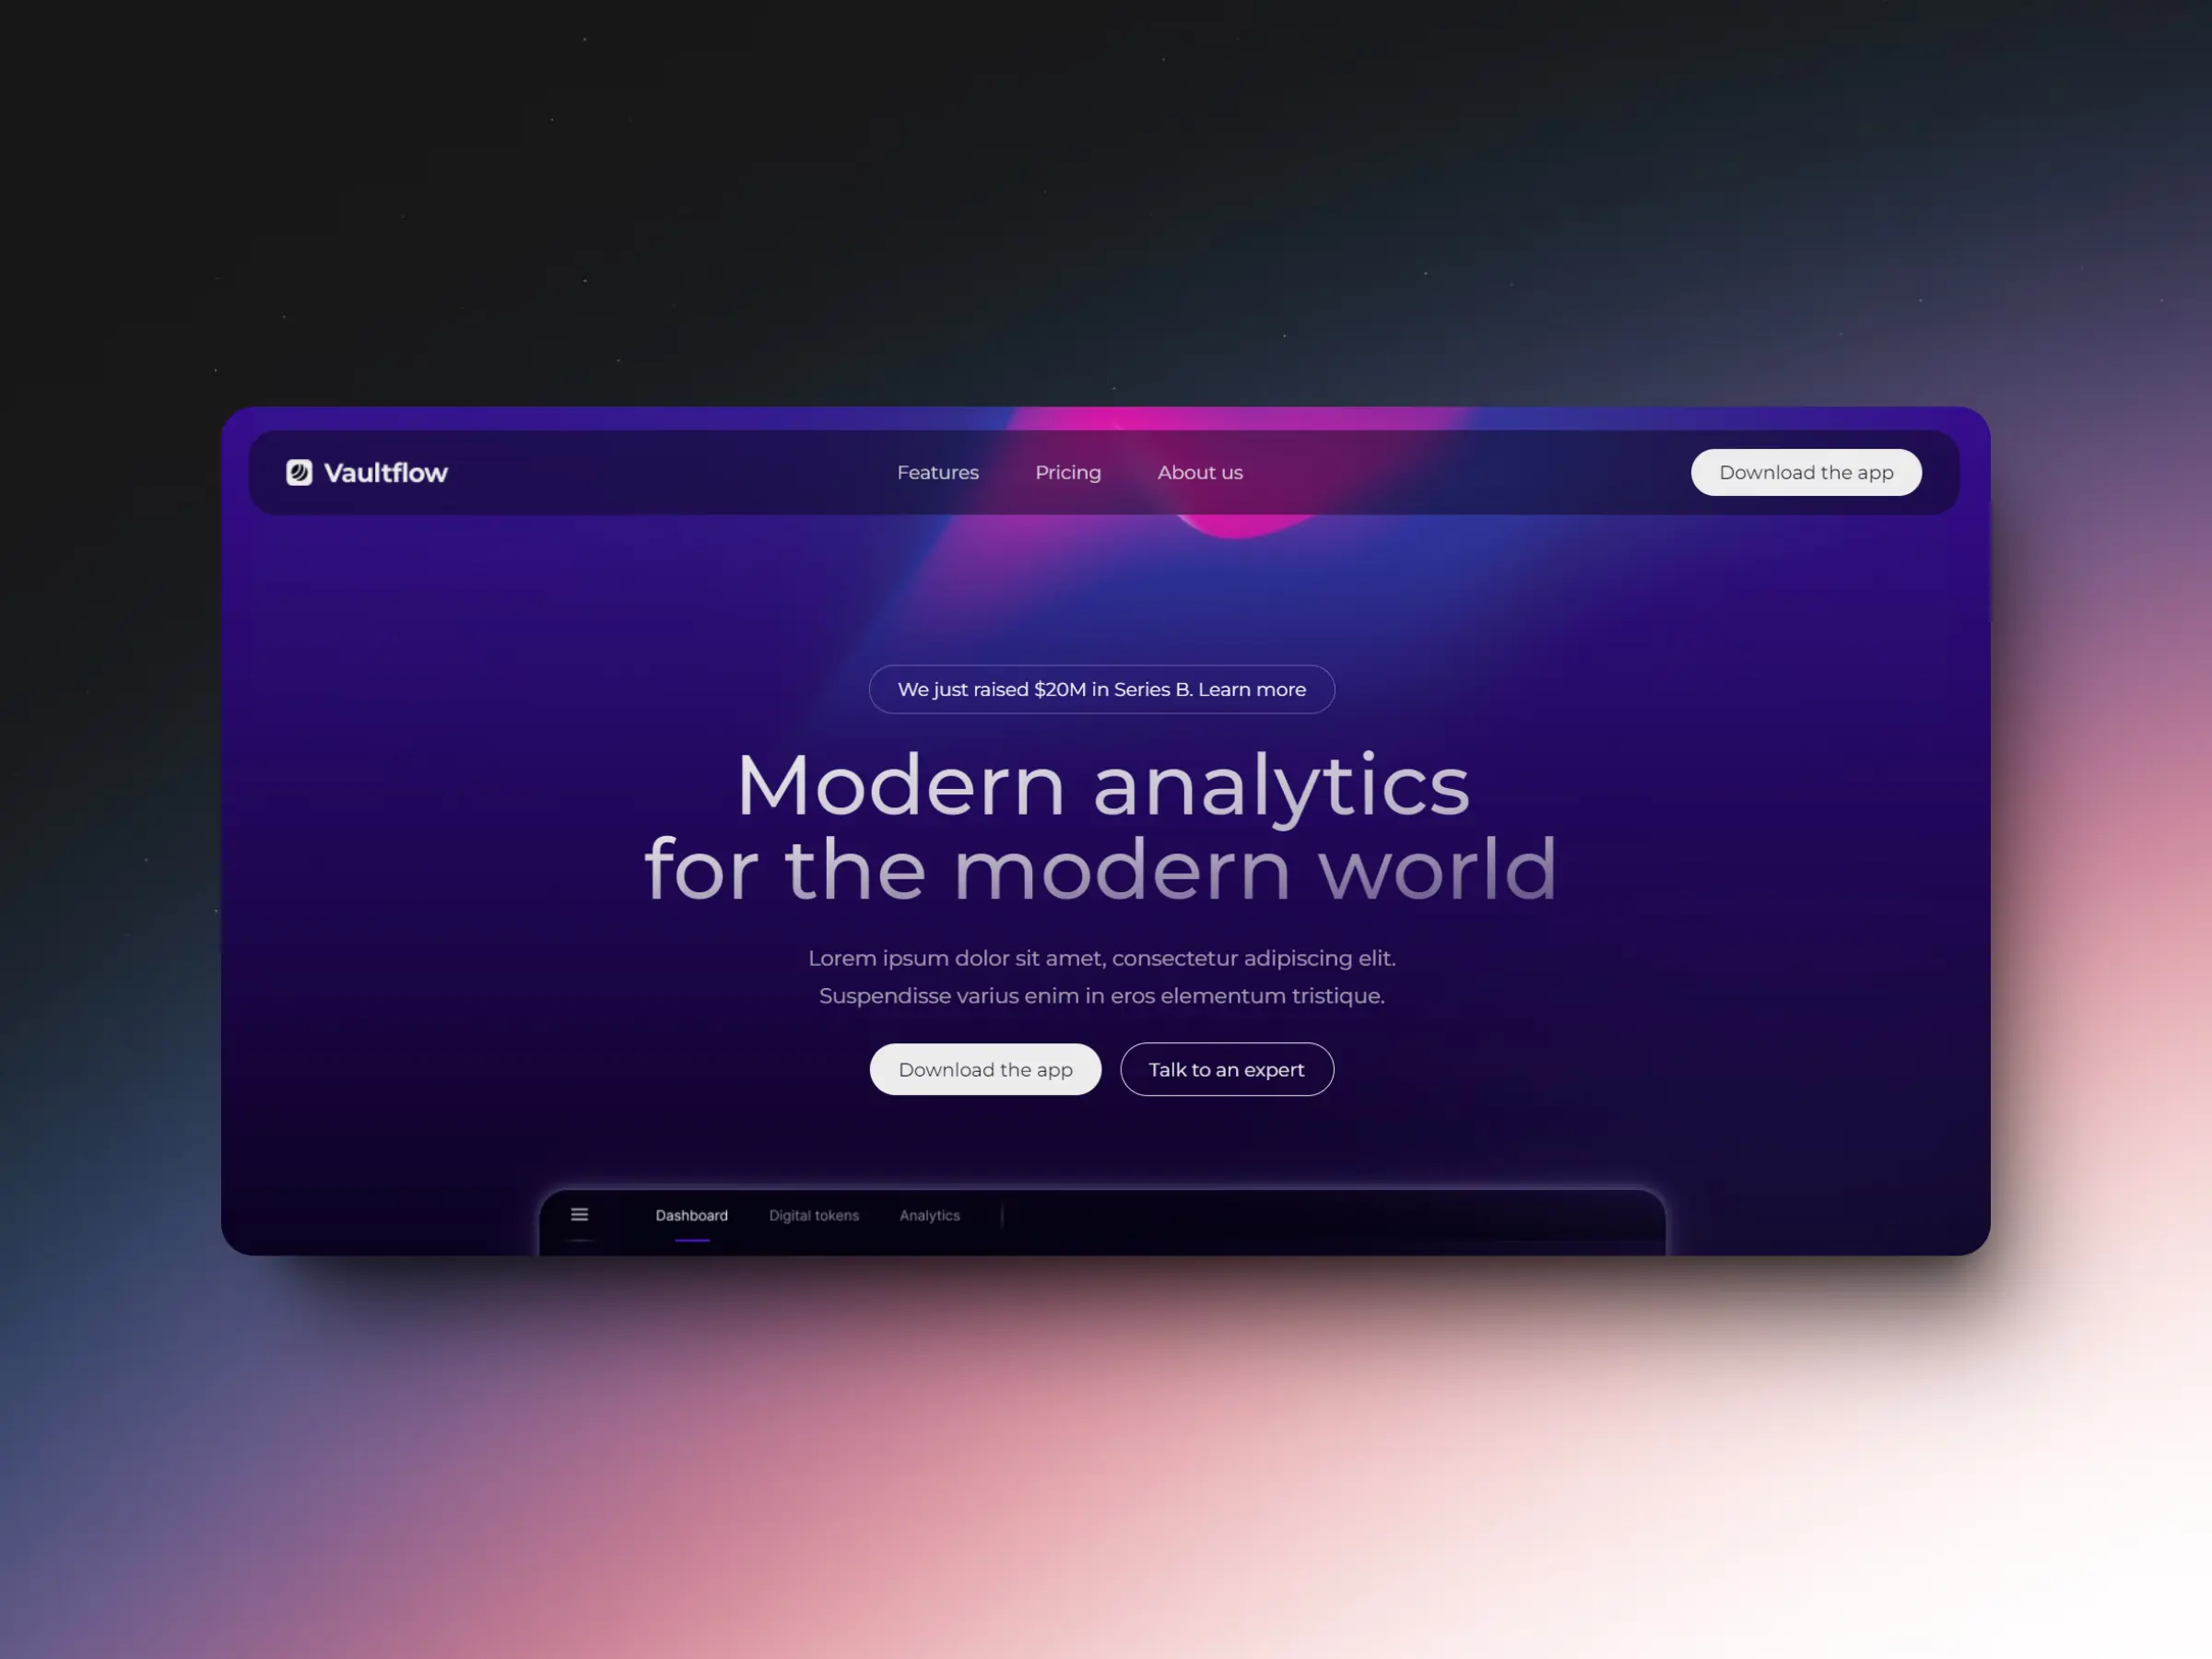 Vaultflow
Features
Pricing
About us
Download the app
We just raised $20M in Series B. Learn more
Modern analytics
for the modern world
Lorem ipsum dolor sit amet, consectetur adipiscing elit.
Suspendisse varius enim in eros elementum tristique.
Download the app
Talk to an expert
Dashboard
Digital tokens
Analytics